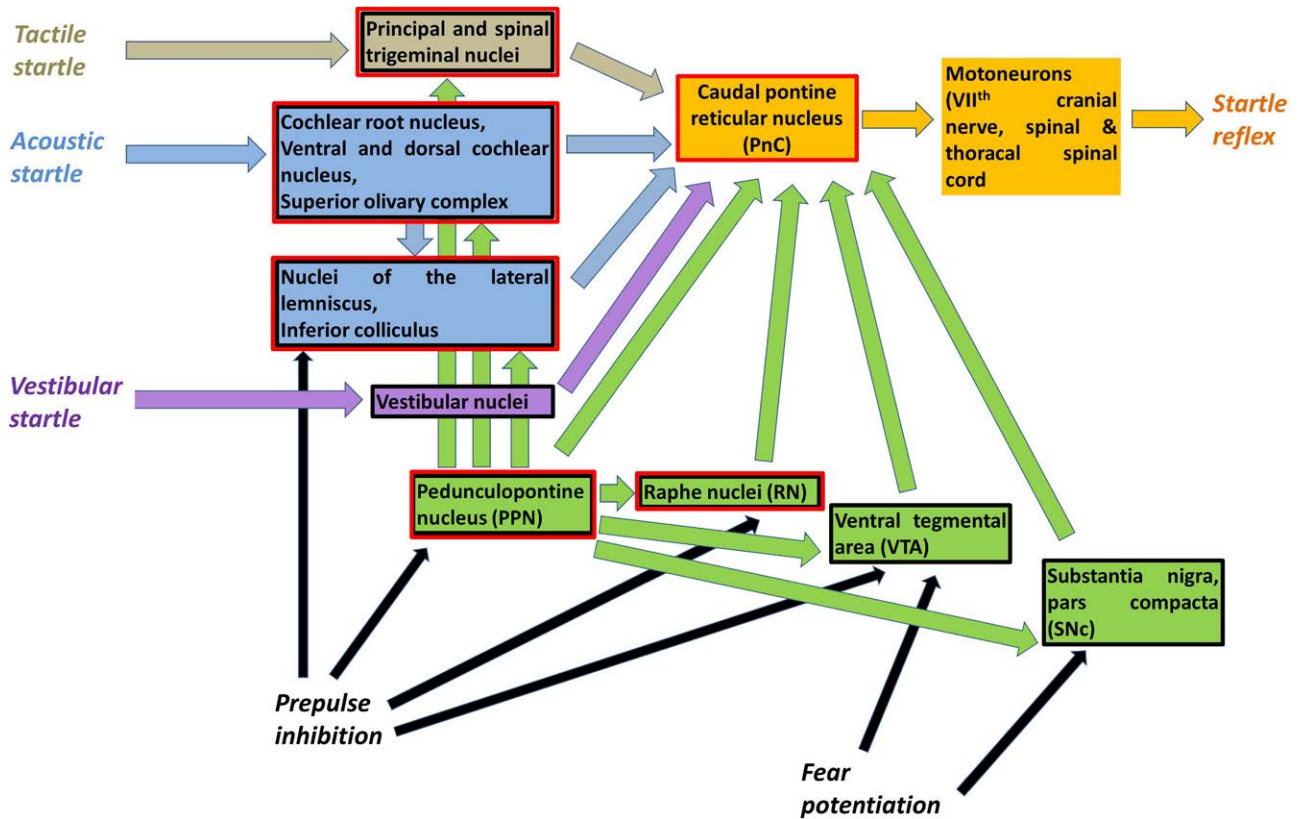 Tactile
startle
Principal and spinal
trigeminal nuclei
Acoustic
startle
Cochlear root nucleus,
Ventral and dorsal cochlear
nucleus,
Superior olivary complex
Caudal pontine
reticular nucleus
(PnC)
Motoneurons
(VIIth cranial
nerve, spinal &
thoracal spinal
cord
Startle
reflex
Nuclei of the lateral
lemniscus,
Inferior colliculus
Vestibular
startle
Vestibular nuclei
Pedunculopontine
nucleus (PPN)
Raphe nuclei (RN)
Ventral tegmental
area (VTA)
Substantia nigra,
pars compacta
(SNc)
Prepulse
inhibition
Fear
potentiation